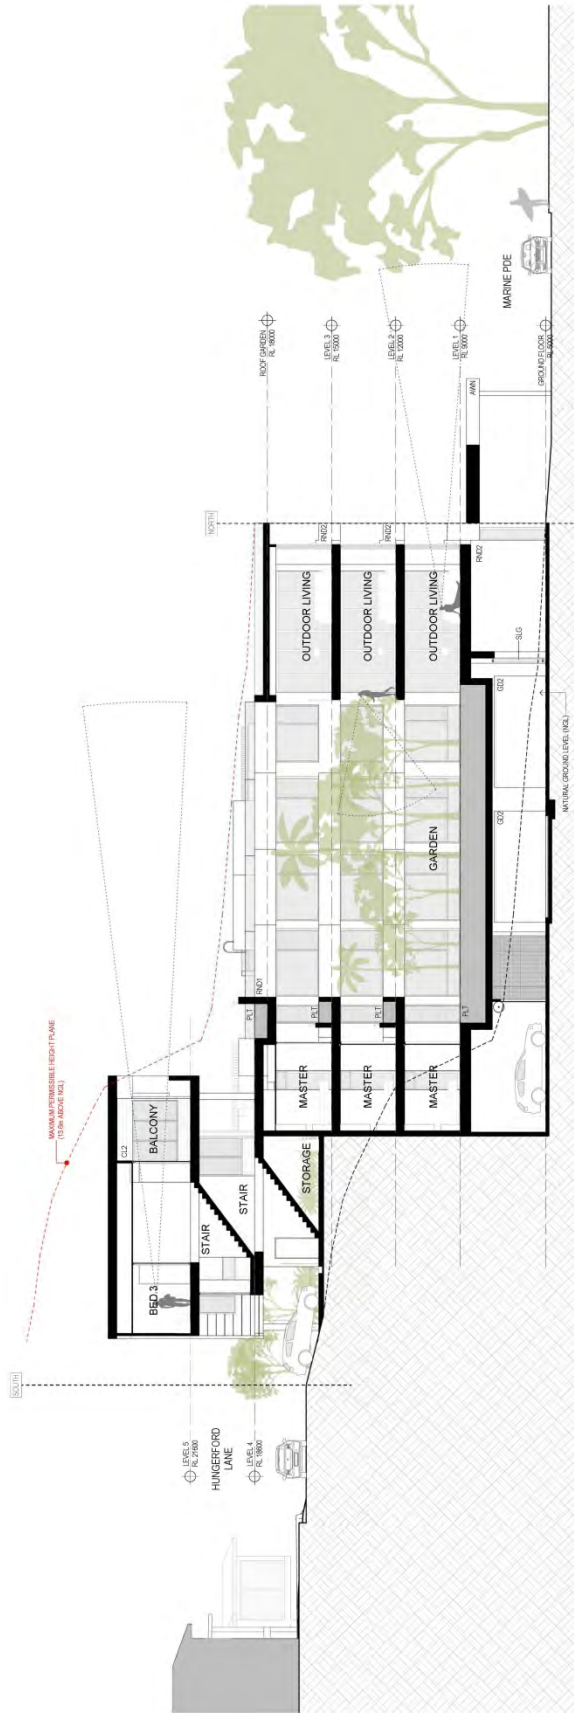 SOUTH
MAXIMUM PERMISSIBLE HEIGHT PLANE
(13.6m ABOVE NGL)
NORTH
CL2
BED.3
BALCONY
LEVEL 5
RL 21600
STAIR
HUNGERFORD
LANE
STAIR
LEVEL 4
RL 18600
STORAGE
RND1
ROOF GARDEN
RL 18000
PLT
MASTER
OUTDOOR LIVING
RND2
LEVEL 3
RL 15000
PLT
MASTER
OUTDOOR LIVING
RND2
LEVEL 2
RL 12000
PLT
MASTER
GARDEN
OUTDOOR LIVING
LEVEL 1
RL 9000
PLT
AWN
RND2
MARINE PDE
GD2
GD2
SLG
GROUND FLOOR
RL 5000
NATURAL GROUND LEVEL (NGL)